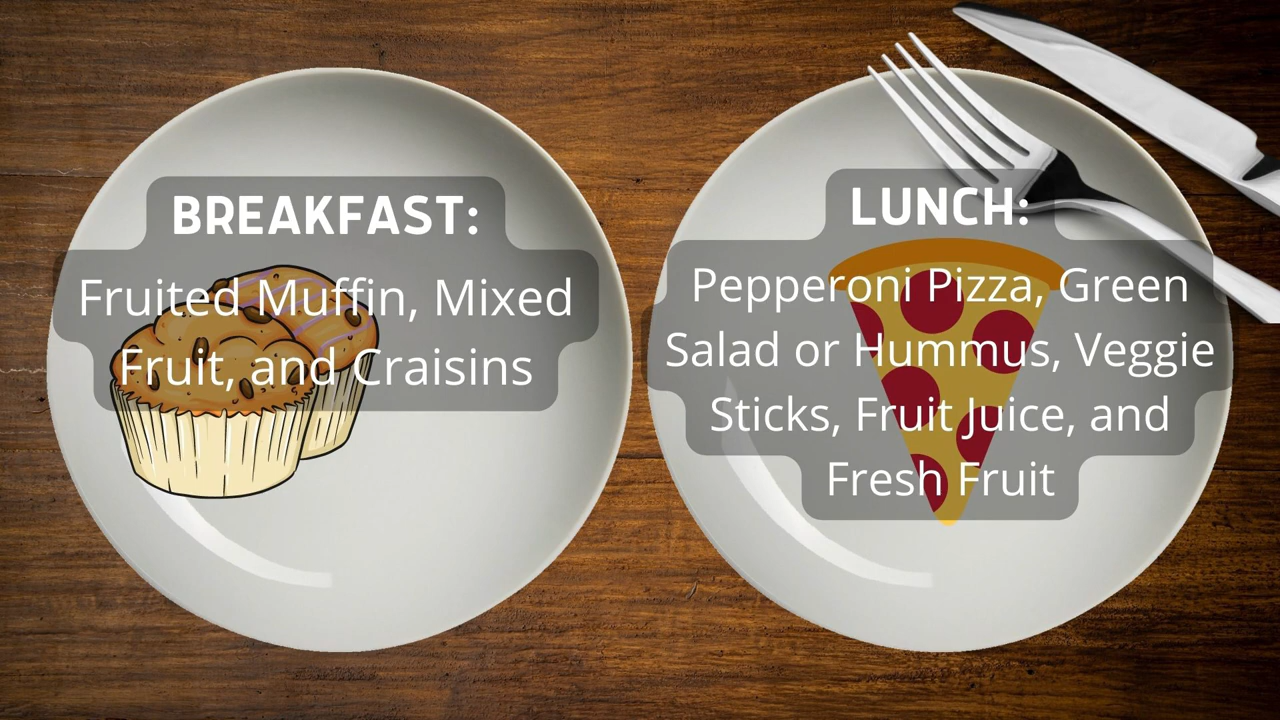 BREAKFAST:
Fruited Muffin, Mixed
Fruit, and Craisins
LUNCH:
Pepperoni Pizza, Green
Salad or Hummus, Veggie
Sticks, Fruit Juice, and
Fresh Fruit